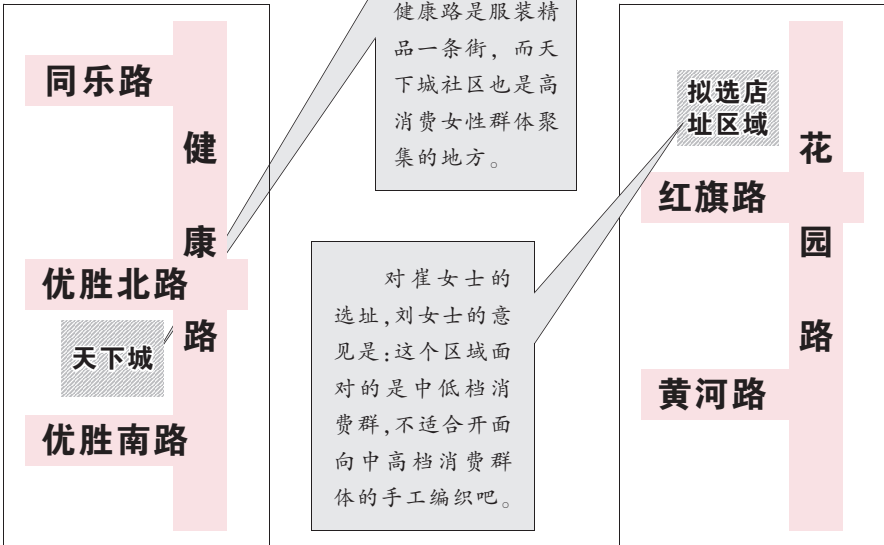 同乐路
健康路
优胜北路
天下城
优胜南路
健康路是服装精
品一条街，而天
下城社区也是高
消费女性群体聚
集的地方。
对崔女士的
选址,刘女士的意
见是:这个区域面
对的是中低档消
费群,不适合开面
向中高档消费群
体的手工编织吧。
拟选店
址区域
花园路
红旗路
黄河路